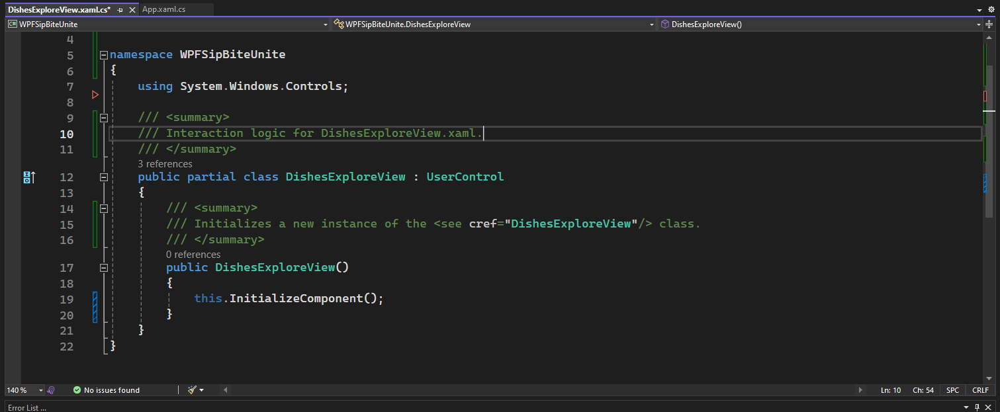 DishesExploreView.xaml.cs* App.xaml.cs
C# WPFSipBiteUnite WPFSipBiteUnite.DishesExploreView DishesExploreView()
4
5 namespace WPFSipBiteUnite
6 {
7 using System.Windows.Controls;
8
9 /// <summary>
10 /// Interaction logic for DishesExploreView.xaml.
11 /// </summary>
3 references
12 public partial class DishesExploreView : UserControl
13 {
14 /// <summary>
15 /// Initializes a new instance of the <see cref="DishesExploreView"/> class.
16 /// </summary>
0 references
17 public DishesExploreView()
18 {
19 this.InitializeComponent();
20 }
21 }
22 }
140 % No issues found Ln: 10 Ch: 54 SPC CRLF
Error List ...